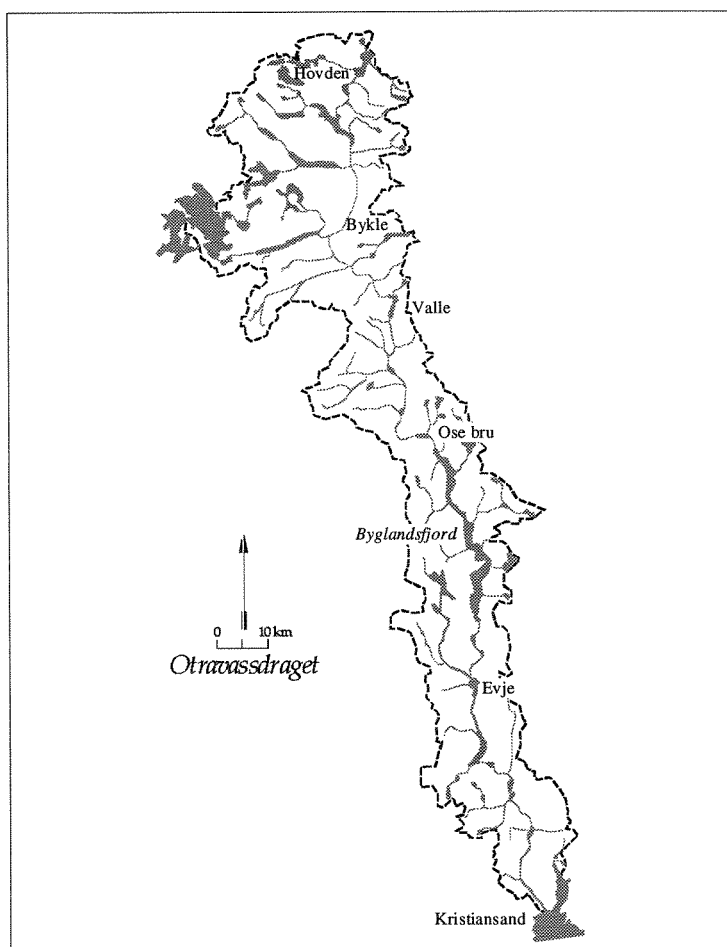 Hovden
Bykle
Valle
Ose bru
Byglandsfjord
0 10 km
Otravassdraget
Evje
Kristiansand